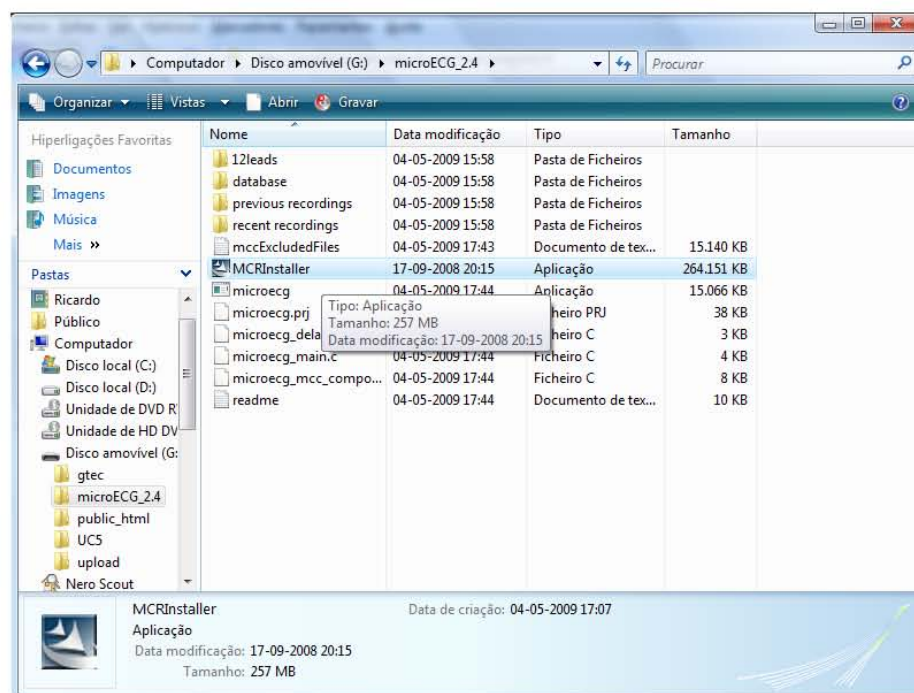 Computador Disco amovível (G:) microECG_2.4
Procurar
Organizar Vistas Abrir Gravar
Hiperligações Favoritas
Documentos
Imagens
Música
Mais »
Pastas
Ricardo
Público
Computador
Disco local (C:)
Disco local (D:)
Unidade de DVD R
Unidade de HD DV
Disco amovível (G:
gtec
microECG_2.4
public_html
UC5
upload
Nero Scout
Nome Data modificação Tipo Tamanho
12leads 04-05-2009 15:58 Pasta de Ficheiros
database 04-05-2009 15:58 Pasta de Ficheiros
previous recordings 04-05-2009 15:58 Pasta de Ficheiros
recent recordings 04-05-2009 15:58 Pasta de Ficheiros
mccExcludedFiles 04-05-2009 17:43 Documento de tex... 15.140 KB
MCRInstaller 17-09-2008 20:15 Aplicação 264.151 KB
microecg 04-05-2009 17:44 Aplicação 15.066 KB
microecg.prj heiro PRJ 38 KB
microecg_dela heiro C 3 KB
microecg_main.c 04-05-2009 17:44 Ficheiro C 4 KB
microecg_mcc_compo... 04-05-2009 17:44 Ficheiro C 8 KB
readme 04-05-2009 17:44 Documento de tex... 10 KB
Tipo: Aplicação
Tamanho: 257 MB
Data modificação: 17-09-2008 20:15
MCRInstaller Data de criação: 04-05-2009 17:07
Aplicação
Data modificação: 17-09-2008 20:15
Tamanho: 257 MB